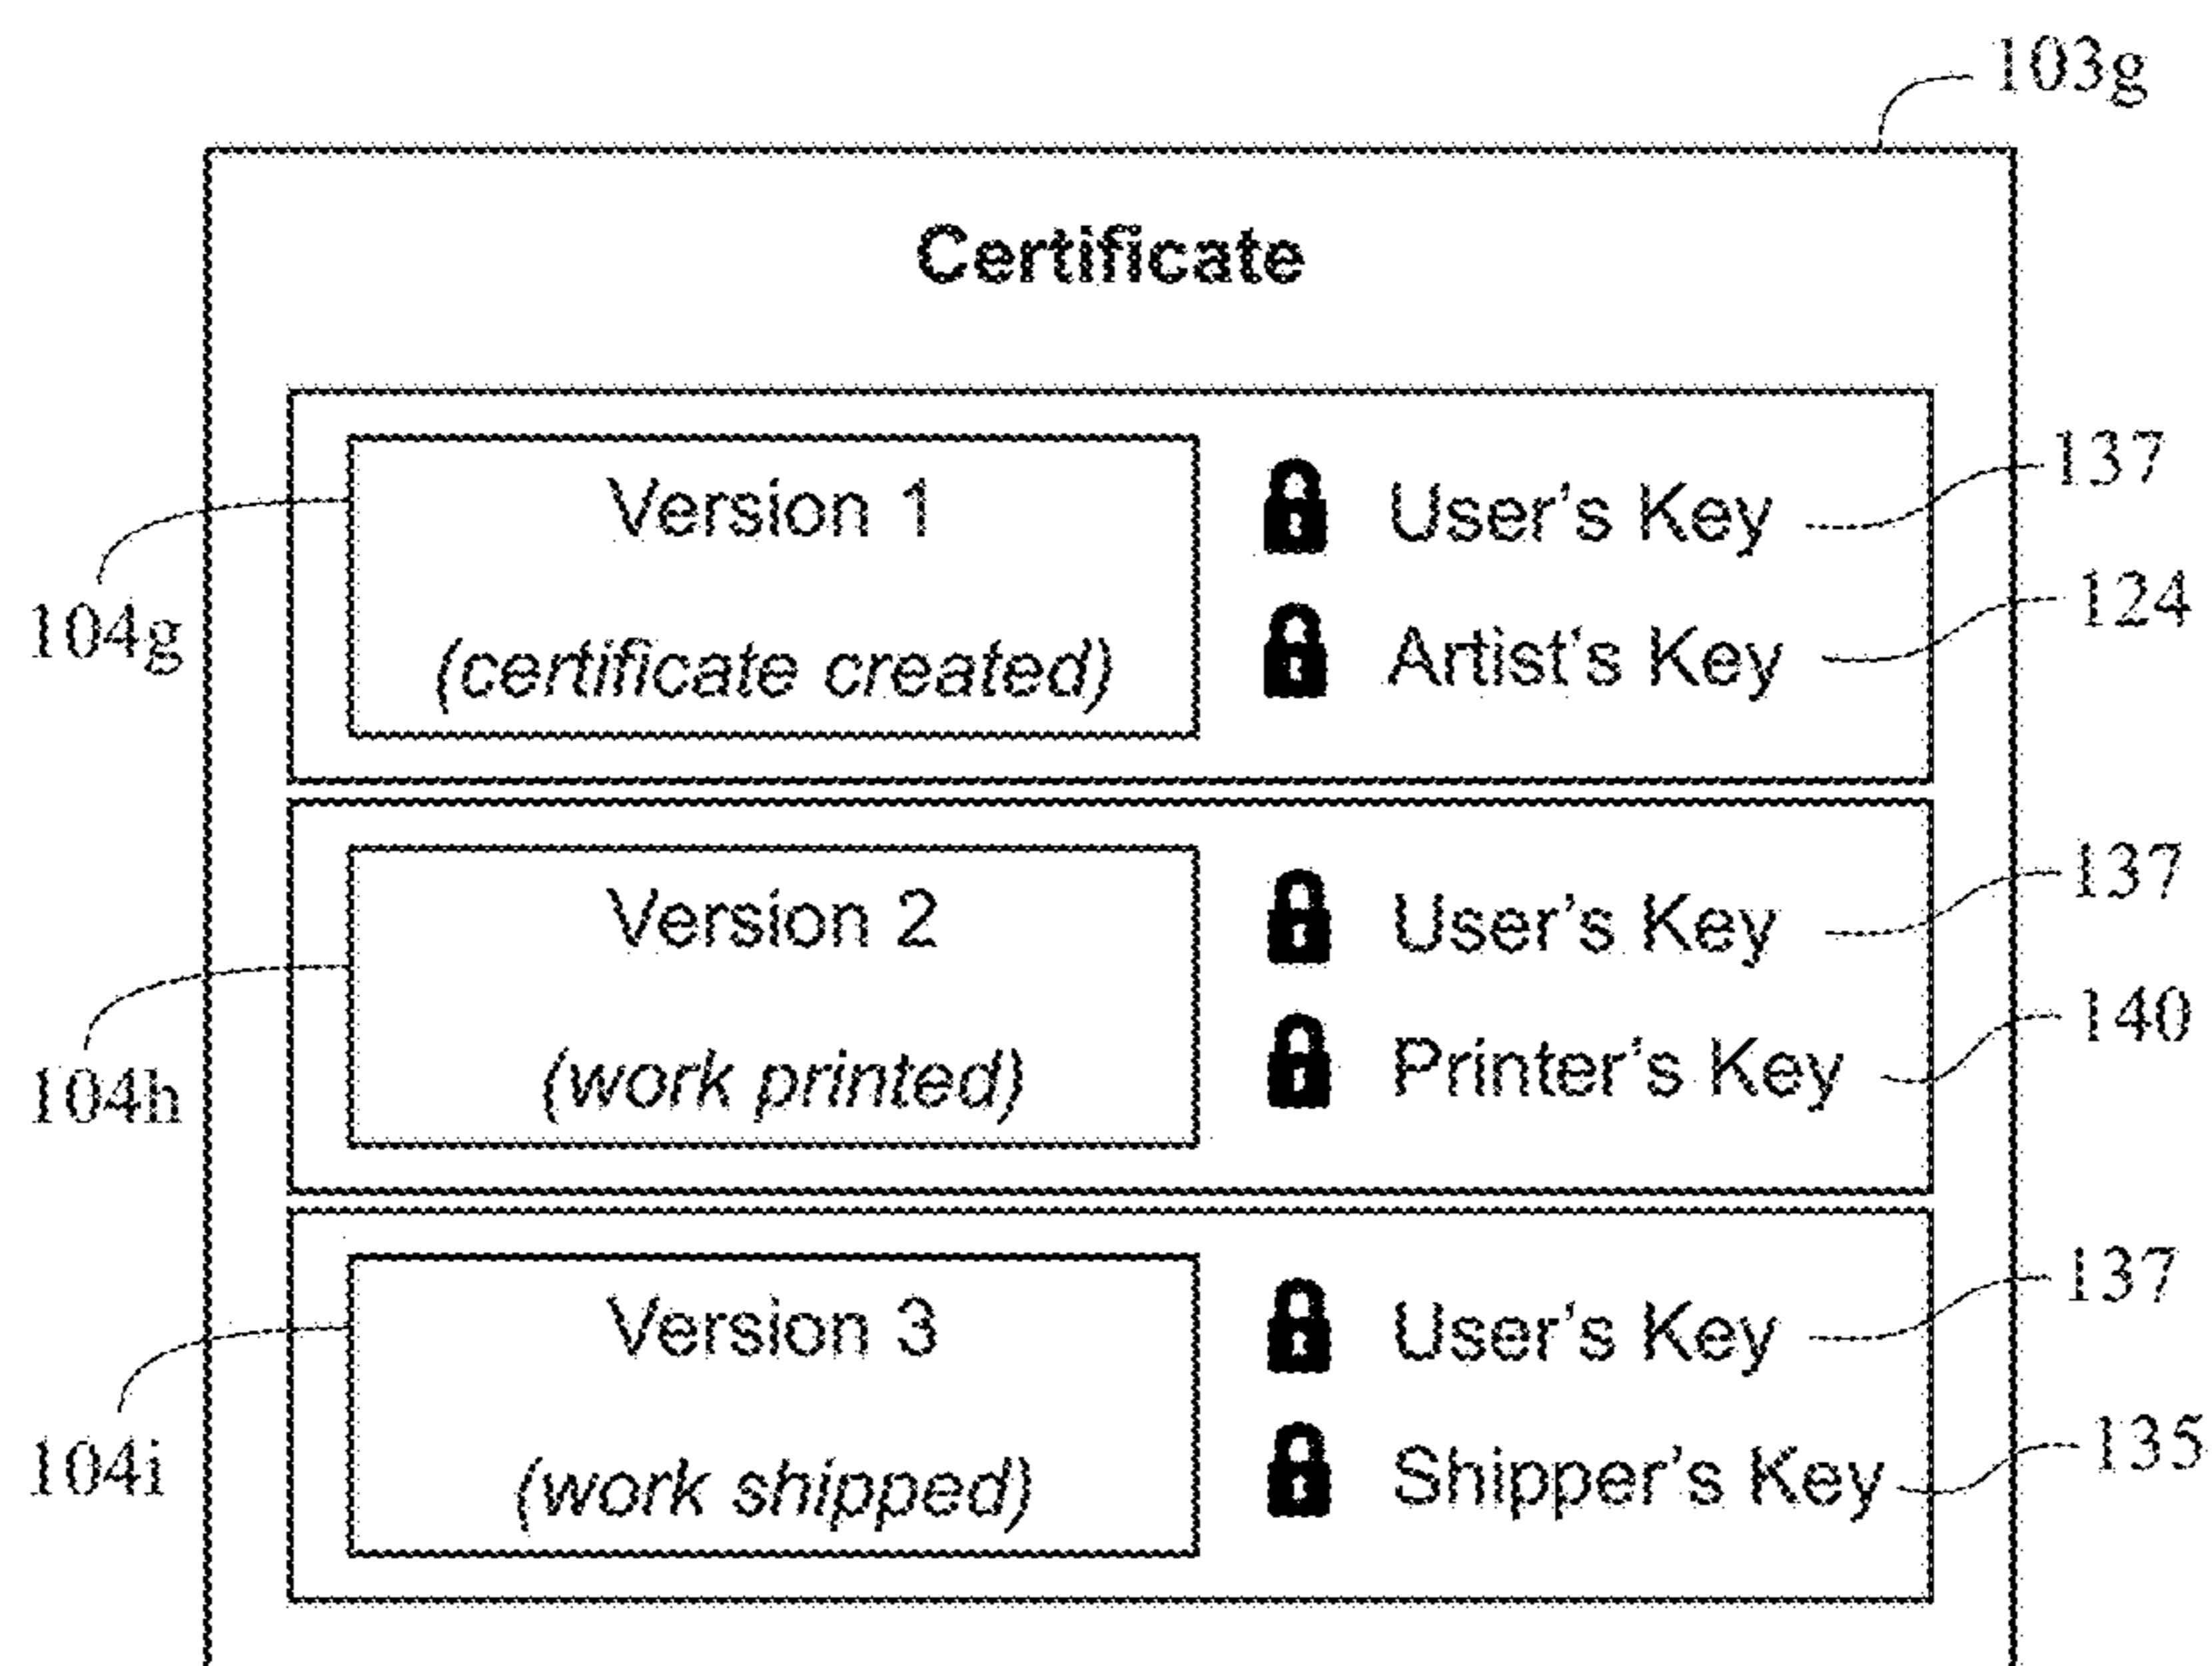 103g
Certificate
Version 1
(certificate created)
User's Key
Artist's Key
137
124
104g
Version 2
(work printed)
User's Key
Printer's Key
137
140
104h
Version 3
(work shipped)
User's Key
Shipper's Key
137
135
104i